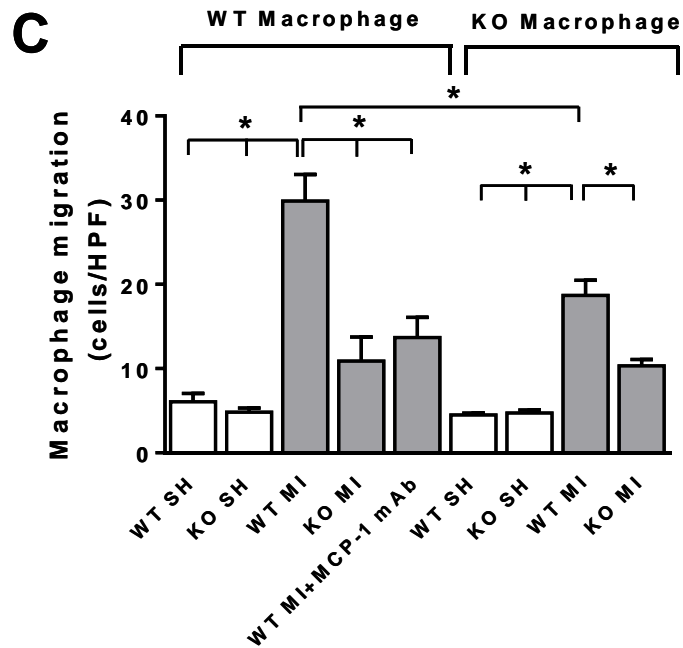 C
WT Macrophage
KO Macrophage
Macrophage migration
(cells/HPF)
40
30
20
10
0
*
*
*
*
*
WT SH
KO SH
WT MI
KO MI
WT MI+MCP-1 mAb
WT SH
KO SH
WT MI
KO MI